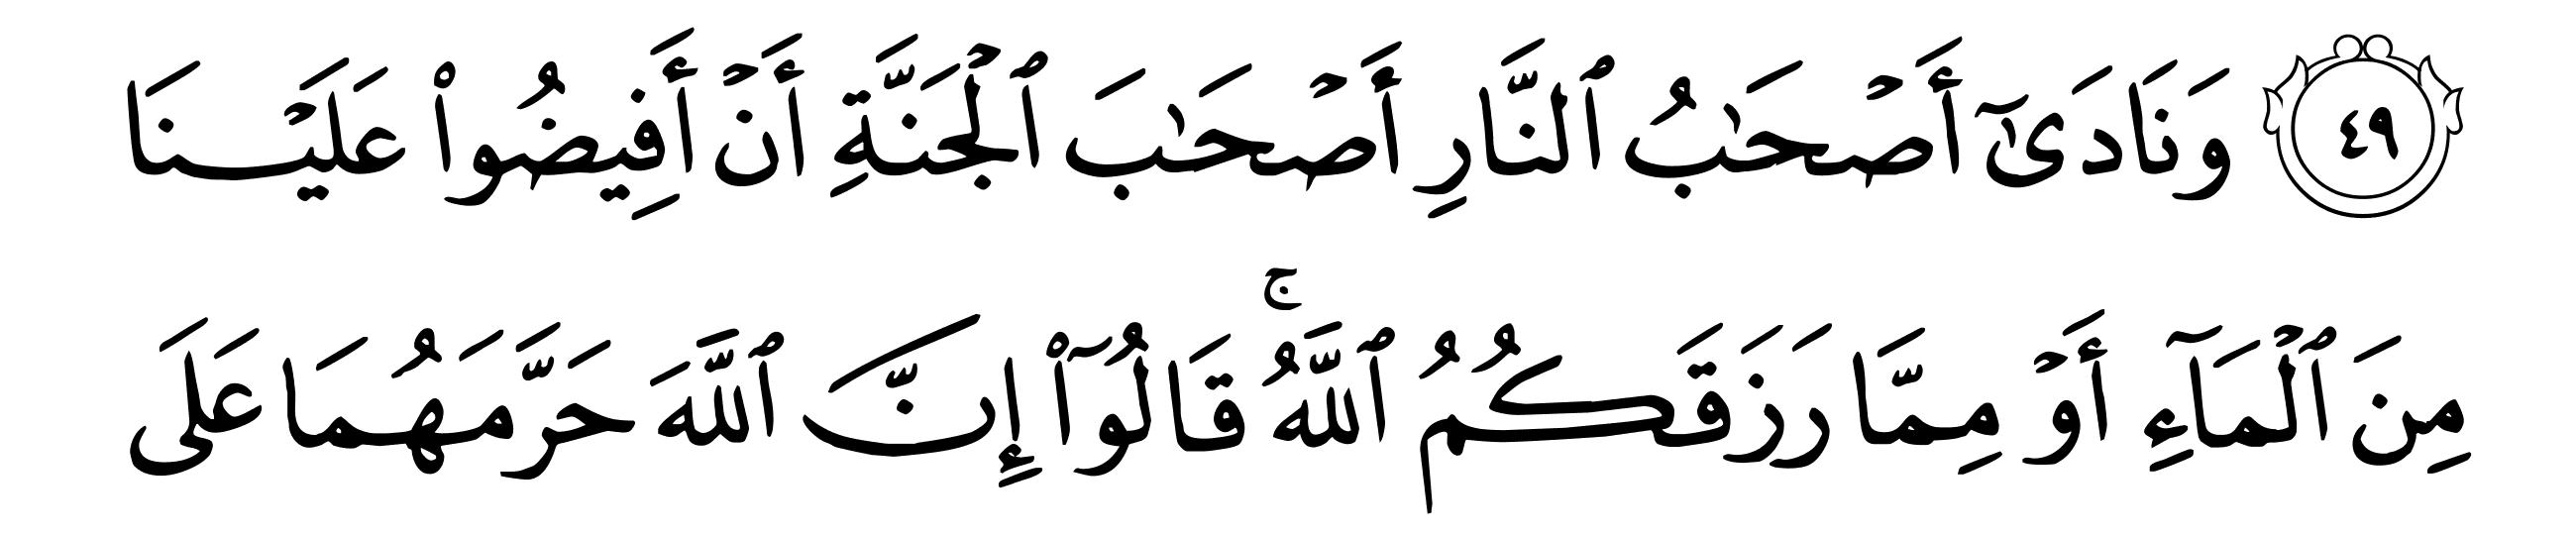 ٤٩ وَنَادَىٰٓ أَصْحَٰبُ ٱلنَّارِ أَصْحَٰبَ ٱلْجَنَّةِ أَنْ أَفِيضُوا۟ عَلَيْنَا
مِنَ ٱلْمَآءِ أَوْ مِمَّا رَزَقَكُمُ ٱللَّهُ ۚ قَالُوٓا۟ إِنَّ ٱللَّهَ حَرَّمَهُمَا عَلَى